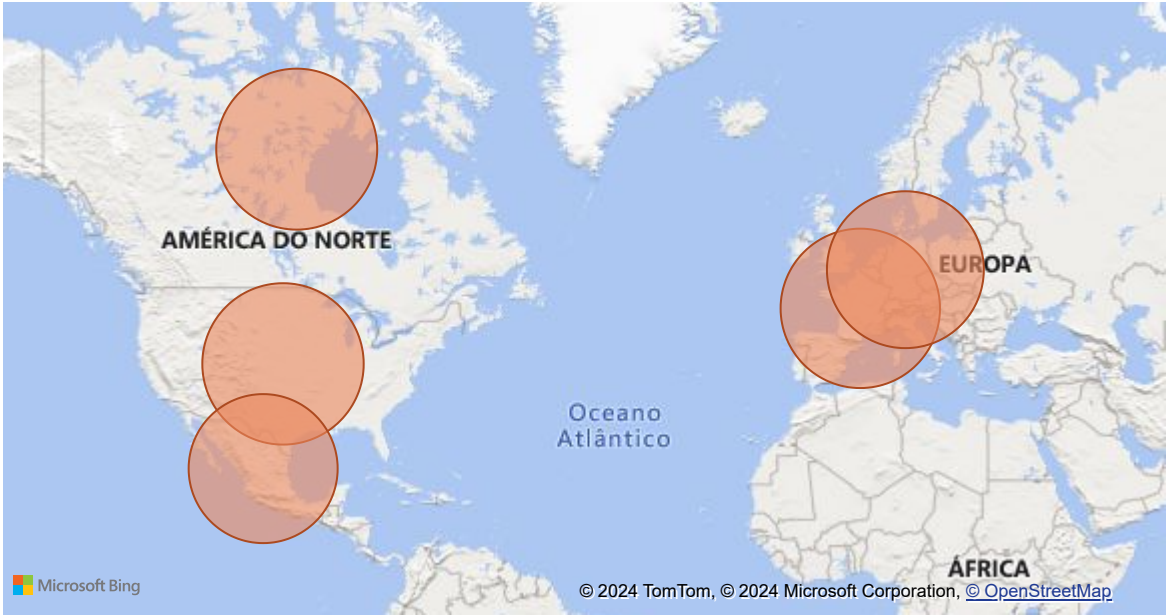 AMÉRICA DO NORTE
EUROPA
Oceano
Atlântico
ÁFRICA
Microsoft Bing
© 2024 TomTom, © 2024 Microsoft Corporation, © OpenStreetMap